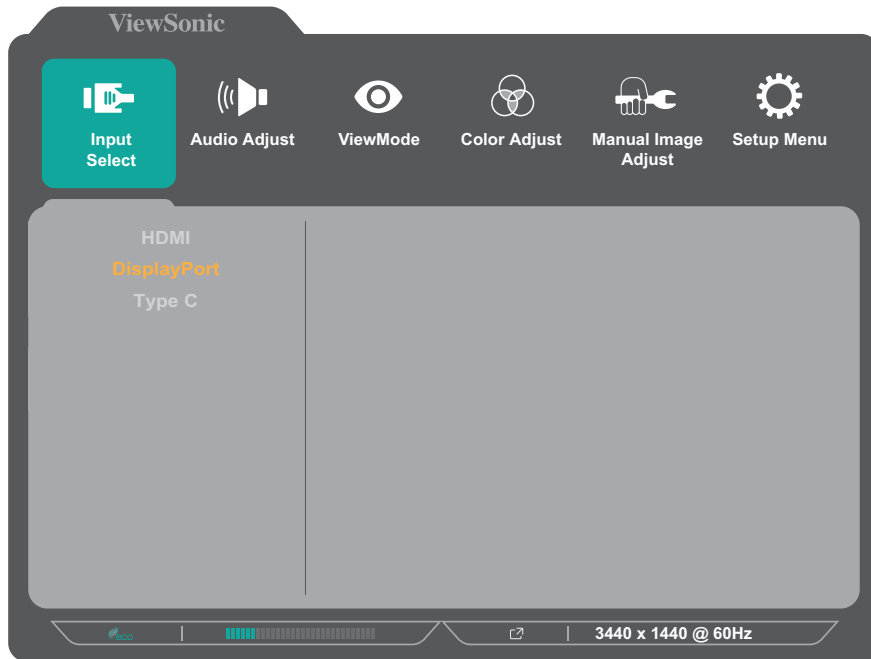 ViewSonic
Input
Select
Audio Adjust
ViewMode
Color Adjust
Manual Image
Adjust
Setup Menu
HDMI
DisplayPort
Type C
eco
3440 x 1440 @ 60Hz